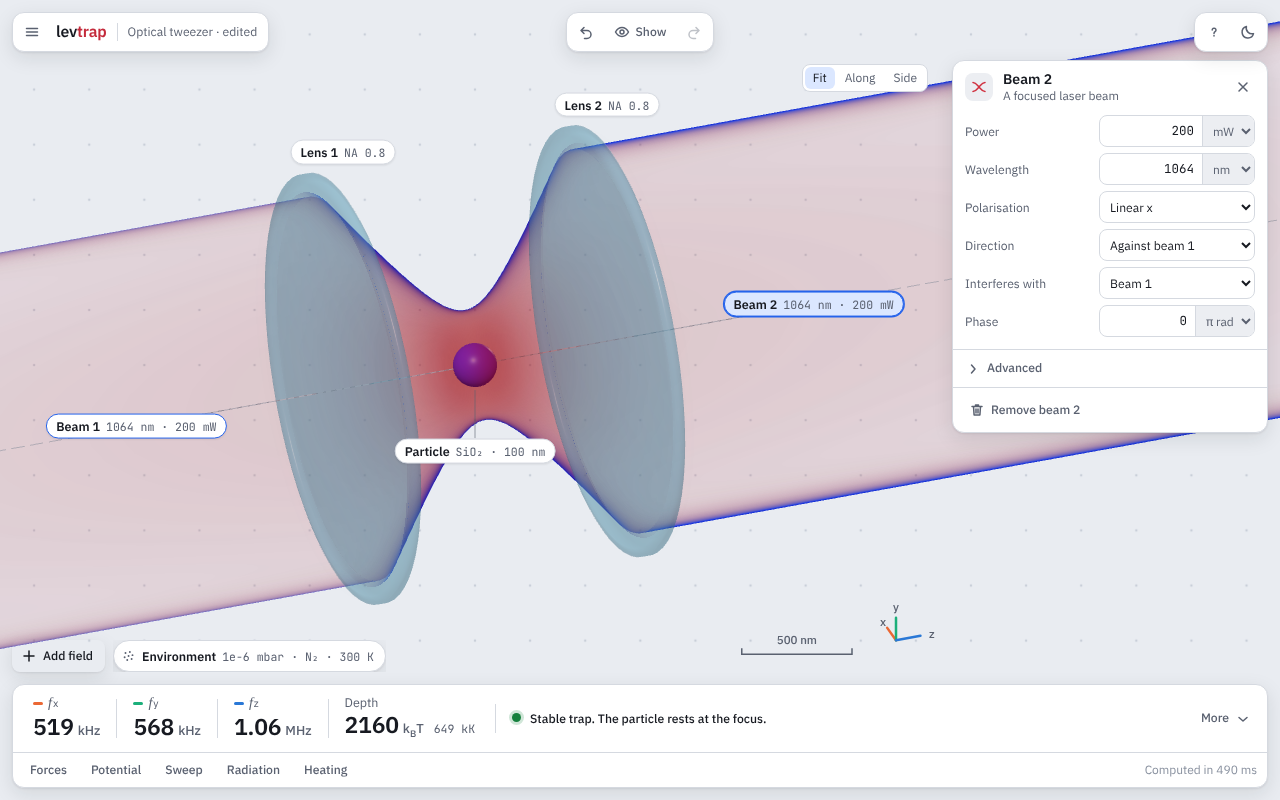 levtrap
Optical tweezer · edited
Show
?
Fit Along Side
Beam 2
A focused laser beam
Power 200 mW
Wavelength 1064 nm
Polarisation Linear x
Direction Against beam 1
Interferes with Beam 1
Phase 0 π rad
Advanced
Remove beam 2
Lens 2 NA 0.8
Lens 1 NA 0.8
Beam 2 1064 nm · 200 mW
Beam 1 1064 nm · 200 mW
Particle SiO₂ · 100 nm
500 nm
y
x
z
Add field
Environment 1e-6 mbar · N₂ · 300 K
fx
519 kHz
fy
568 kHz
fz
1.06 MHz
Depth
2160 kBT 649 kK
Stable trap. The particle rests at the focus.
More
Forces Potential Sweep Radiation Heating
Computed in 490 ms